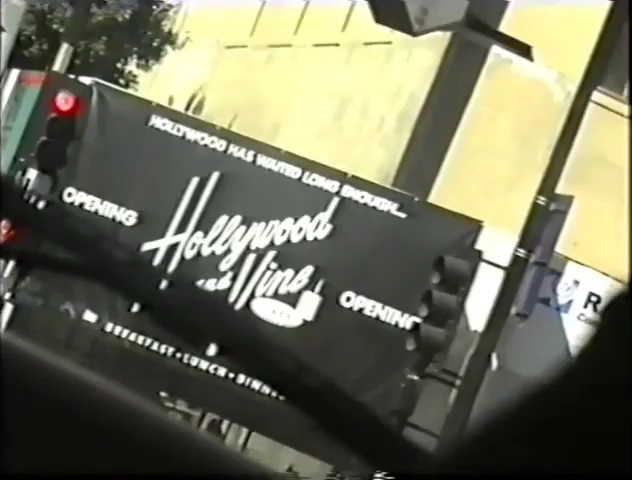 HOLLYWOOD HAS WAITED LONG ENOUGH...
OPENING
Hollywood
Vine
OPENING
BREAKFAST • LUNCH • DINNER
R